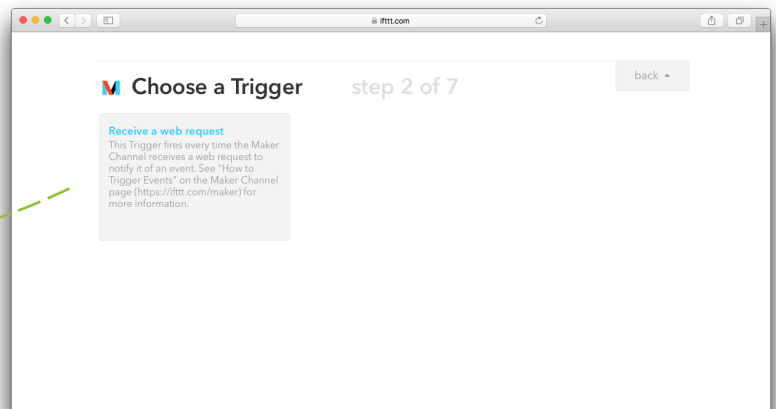 ifttt.com
Choose a Trigger step 2 of 7
back
Receive a web request
This Trigger fires every time the Maker
Channel receives a web request to
notify it of an event. See "How to
Trigger Events" on the Maker Channel
page (https://ifttt.com/maker) for
more information.